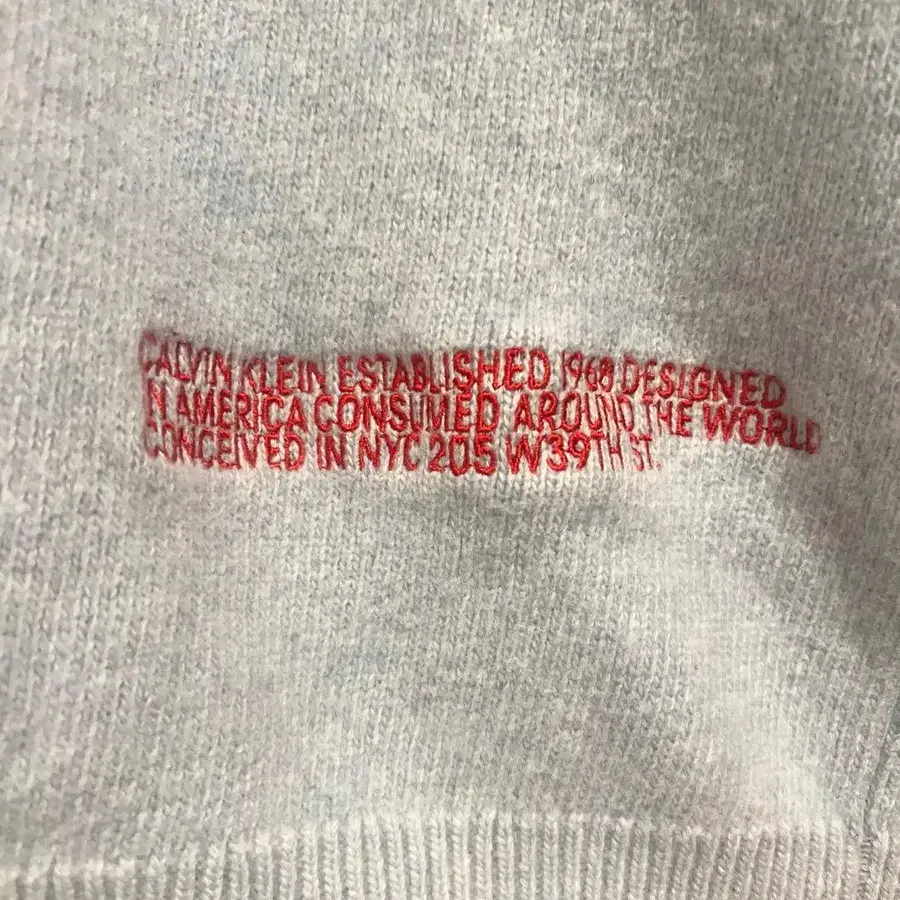 CALVIN KLEIN ESTABLISHED 1968 DESIGNED
IN AMERICA CONSUMED AROUND THE WORLD
CONCEIVED IN NYC 205 W39TH ST.